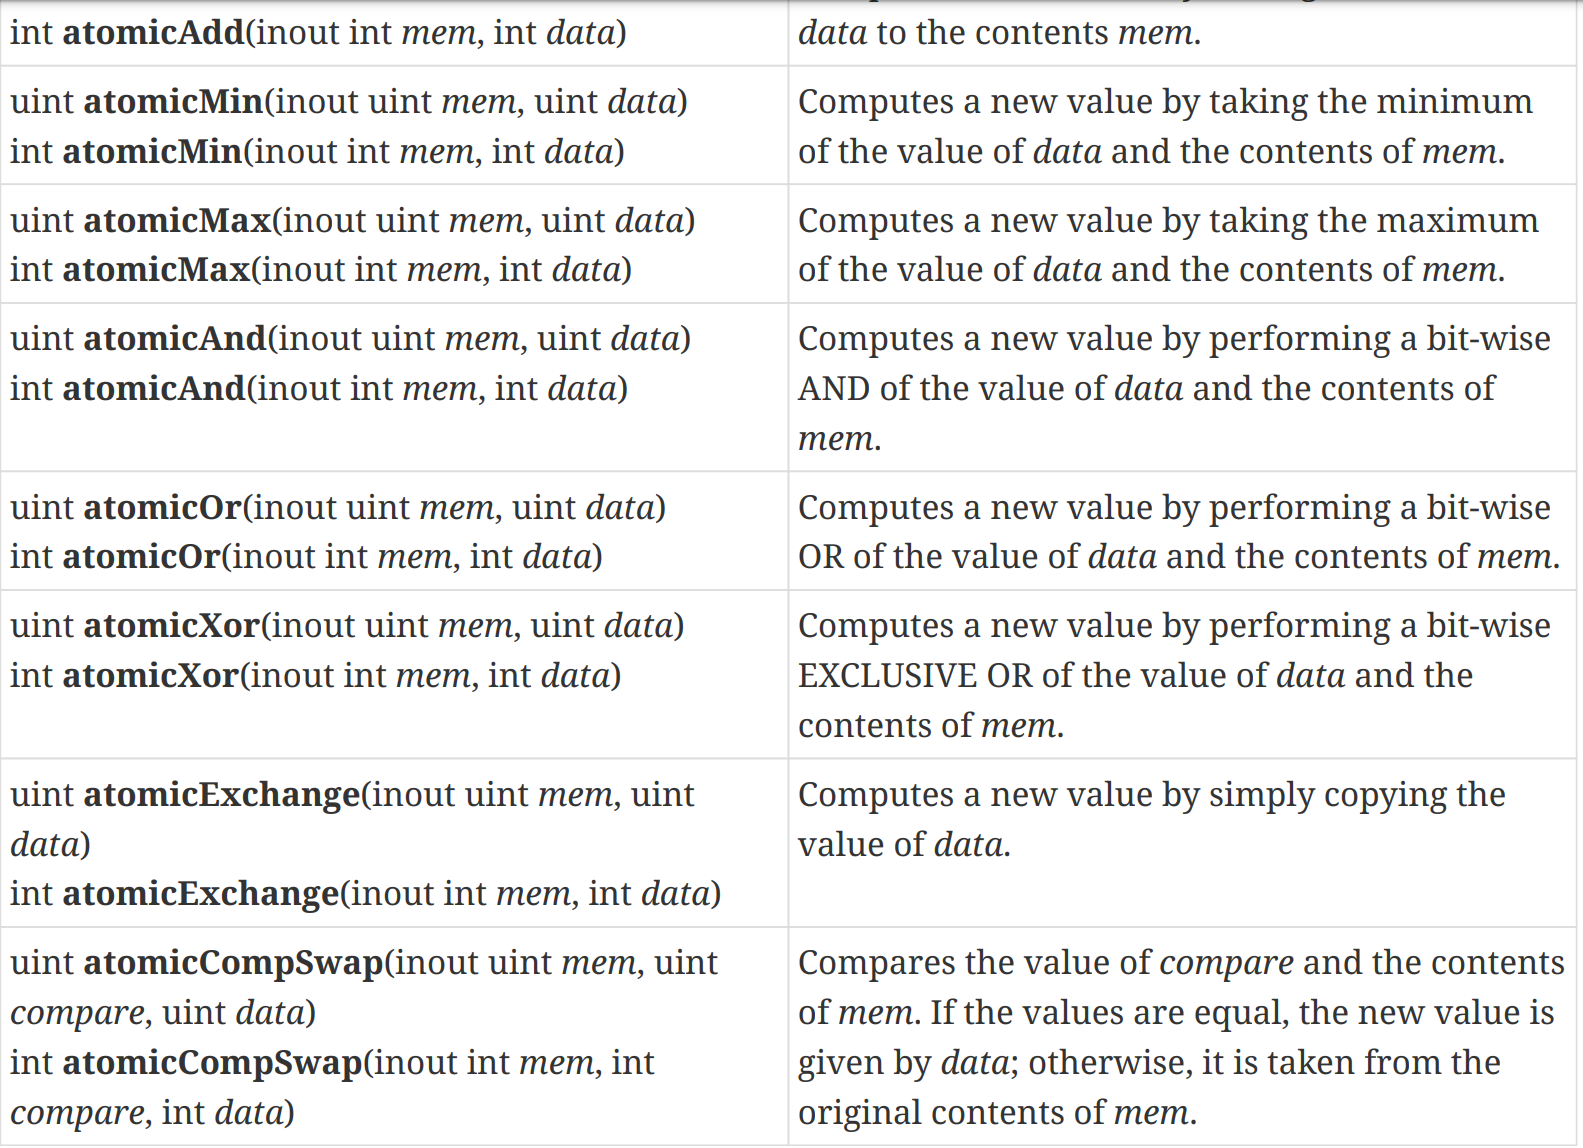 int atomicAdd(inout int mem, int data)
data to the contents mem.
uint atomicMin(inout uint mem, uint data)
int atomicMin(inout int mem, int data)
Computes a new value by taking the minimum
of the value of data and the contents of mem.
uint atomicMax(inout uint mem, uint data)
int atomicMax(inout int mem, int data)
Computes a new value by taking the maximum
of the value of data and the contents of mem.
uint atomicAnd(inout uint mem, uint data)
int atomicAnd(inout int mem, int data)
Computes a new value by performing a bit-wise
AND of the value of data and the contents of
mem.
uint atomicOr(inout uint mem, uint data)
int atomicOr(inout int mem, int data)
Computes a new value by performing a bit-wise
OR of the value of data and the contents of mem.
uint atomicXor(inout uint mem, uint data)
int atomicXor(inout int mem, int data)
Computes a new value by performing a bit-wise
EXCLUSIVE OR of the value of data and the
contents of mem.
uint atomicExchange(inout uint mem, uint
data)
int atomicExchange(inout int mem, int data)
Computes a new value by simply copying the
value of data.
uint atomicCompSwap(inout uint mem, uint
compare, uint data)
int atomicCompSwap(inout int mem, int
compare, int data)
Compares the value of compare and the contents
of mem. If the values are equal, the new value is
given by data; otherwise, it is taken from the
original contents of mem.